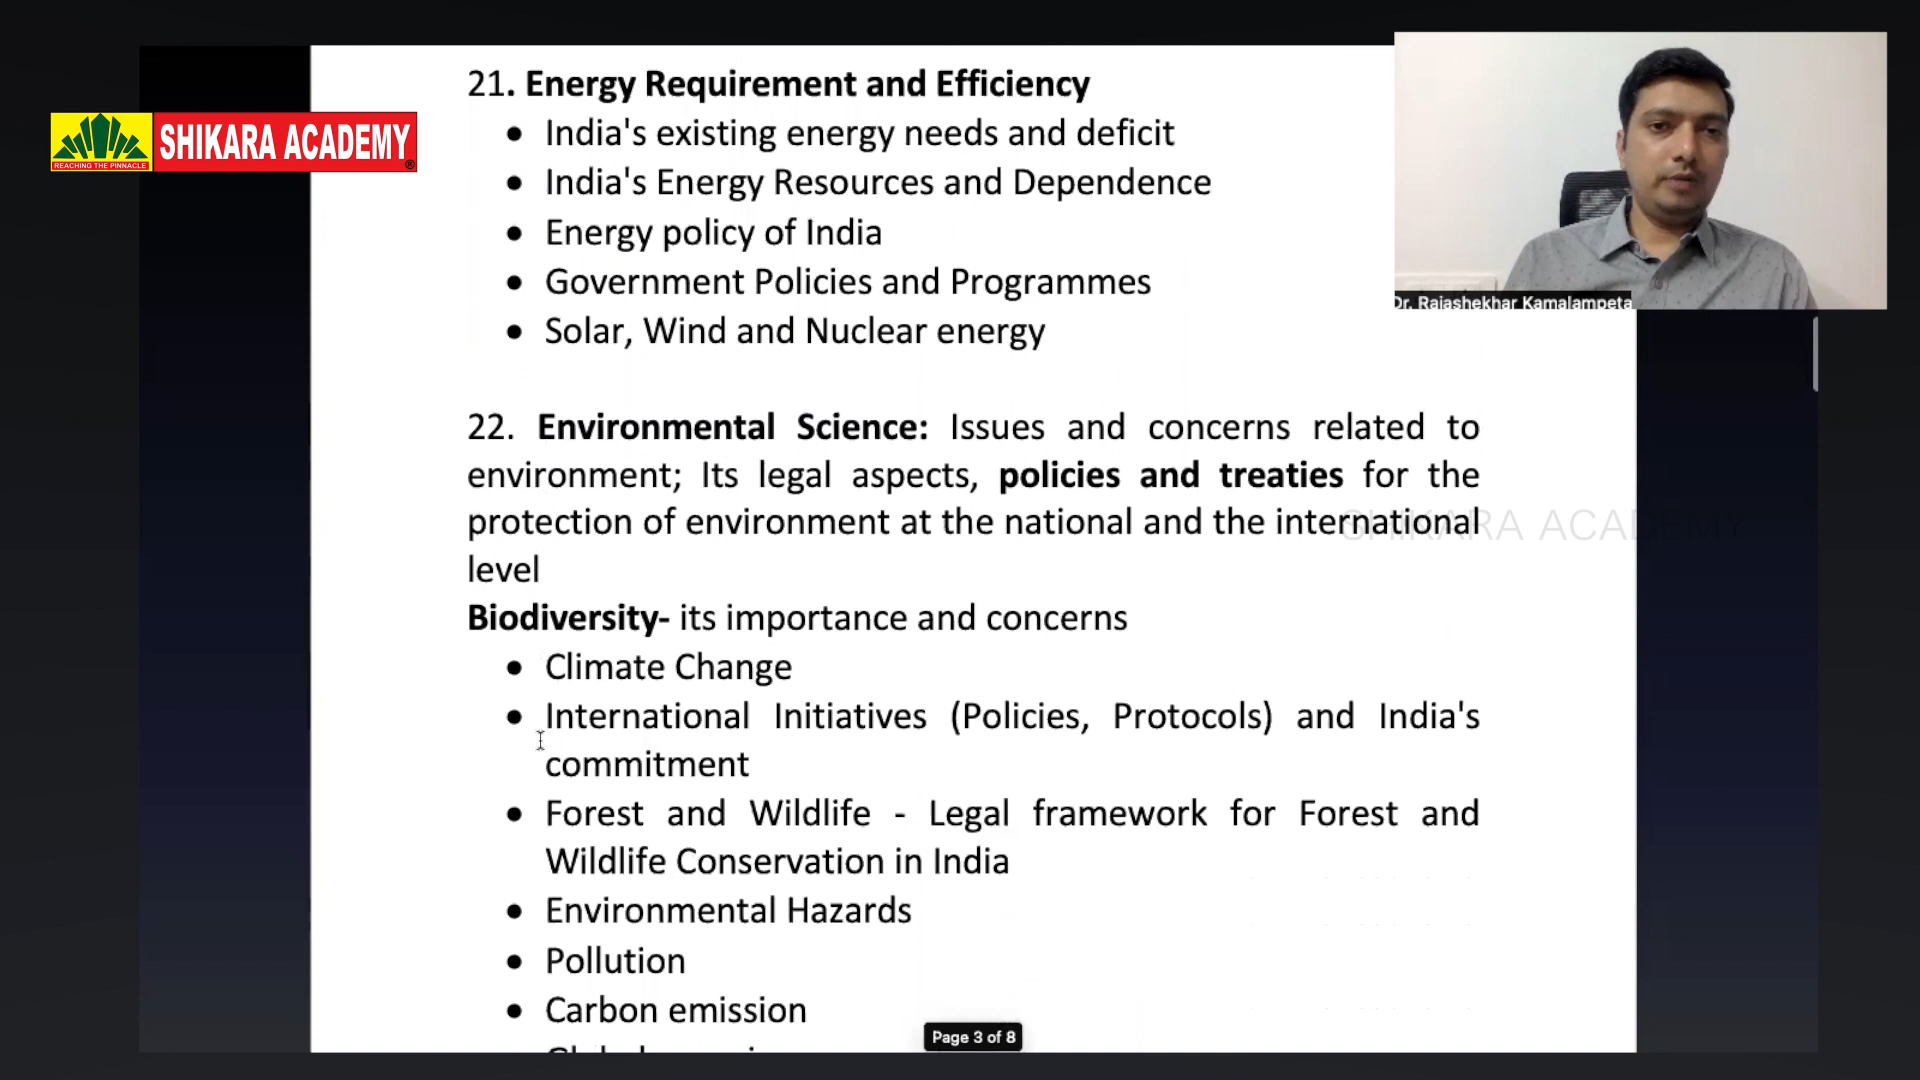 21. Energy Requirement and Efficiency
• India's existing energy needs and deficit
• India's Energy Resources and Dependence
• Energy policy of India
• Government Policies and Programmes
• Solar, Wind and Nuclear energy
SHIKARA ACADEMY
REACHING THE PINNACLE
®
Dr. Rajashekhar Kamalampeta
22. Environmental Science: Issues and concerns related to
environment; Its legal aspects, policies and treaties for the
protection of environment at the national and the international
level
SHIKARA ACADEMY
Biodiversity- its importance and concerns
• Climate Change
• International Initiatives (Policies, Protocols) and India's
commitment
• Forest and Wildlife - Legal framework for Forest and
Wildlife Conservation in India
• Environmental Hazards
• Pollution
• Carbon emission
Page 3 of 8